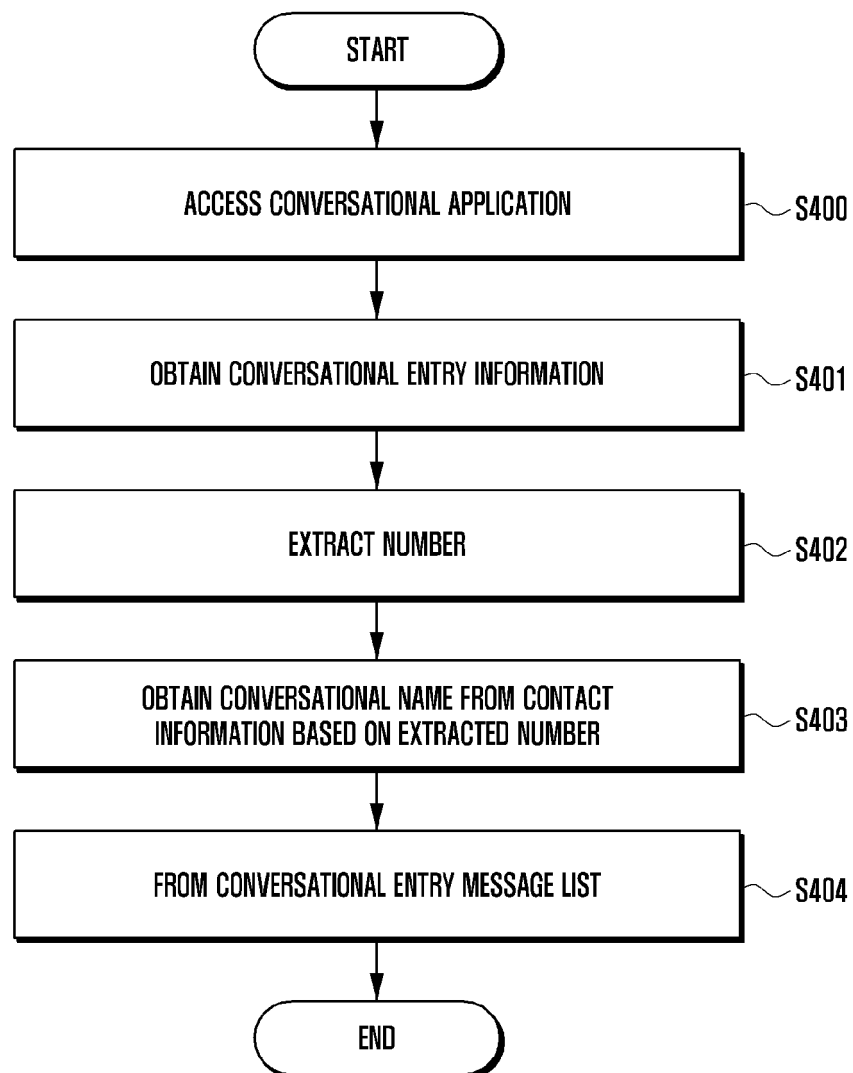 START
ACCESS CONVERSATIONAL APPLICATION
S400
OBTAIN CONVERSATIONAL ENTRY INFORMATION
S401
EXTRACT NUMBER
S402
OBTAIN CONVERSATIONAL NAME FROM CONTACT
INFORMATION BASED ON EXTRACTED NUMBER
S403
FROM CONVERSATIONAL ENTRY MESSAGE LIST
S404
END